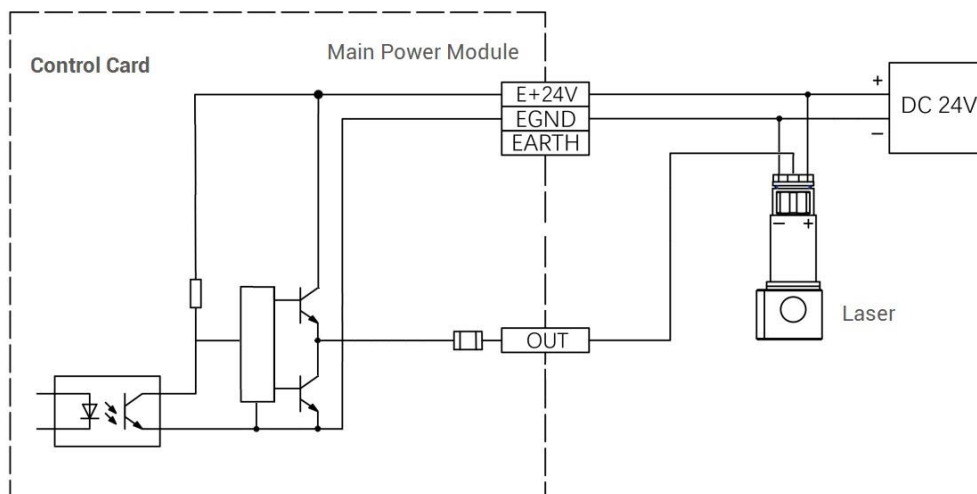 Control Card
Main Power Module
E+24V
EGND
EARTH
+
−
DC 24V
− +
Laser
OUT